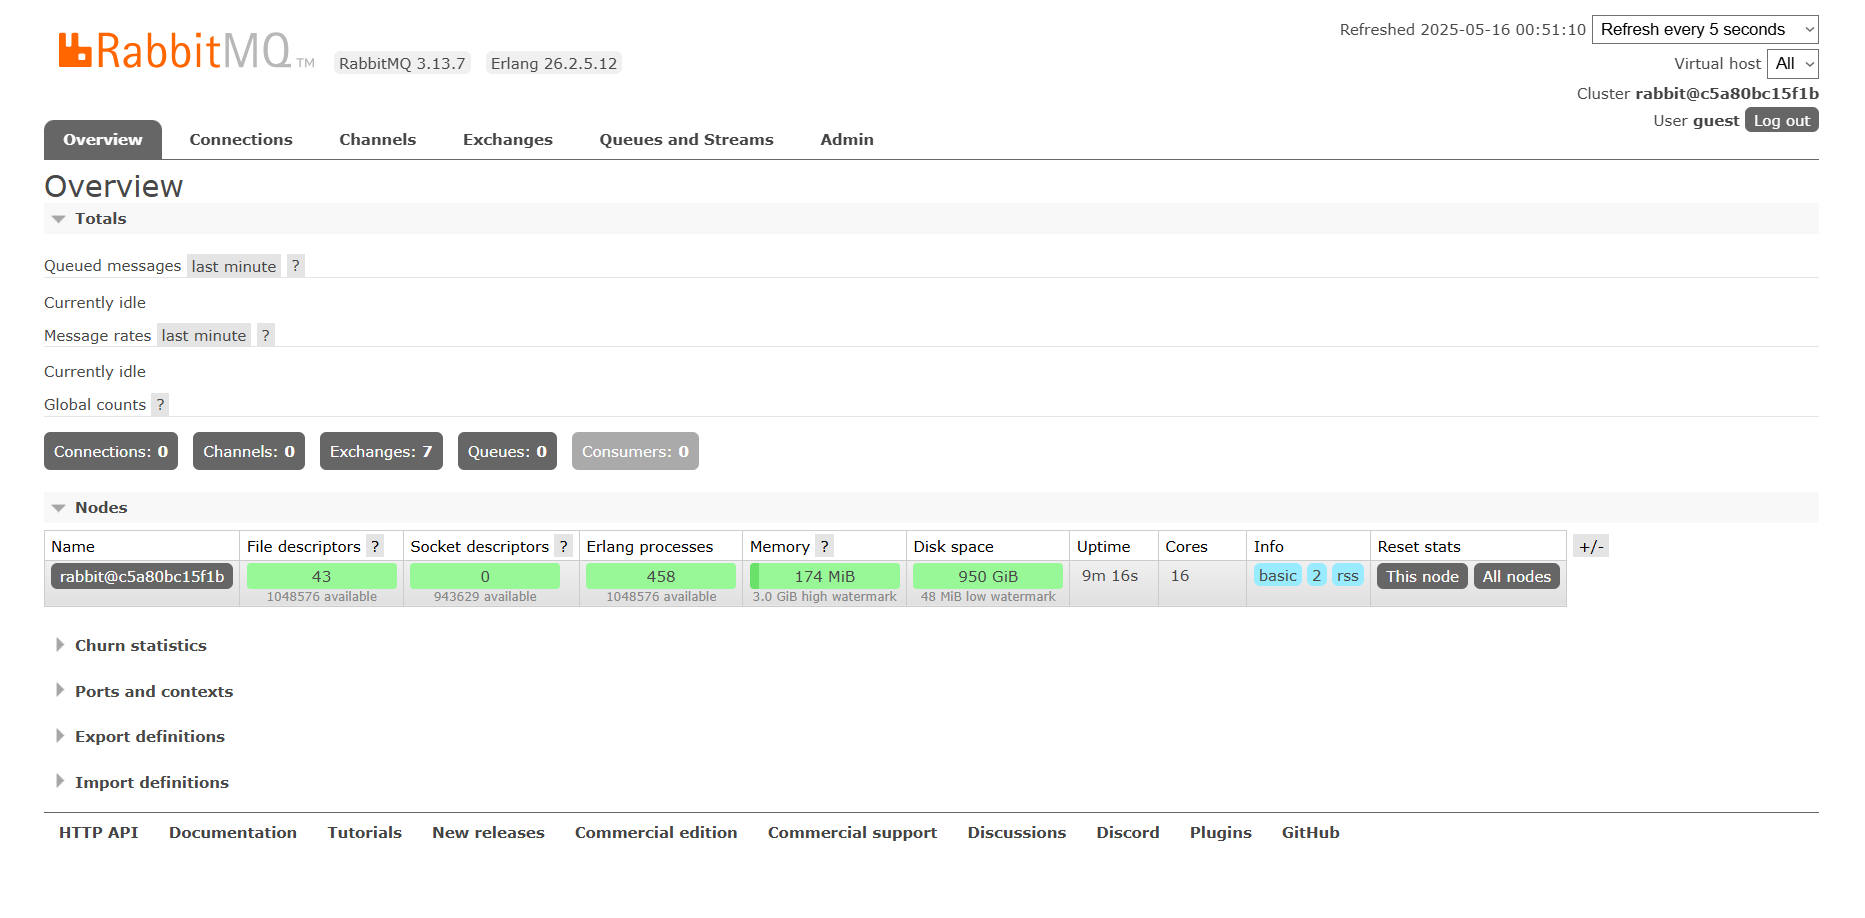 RabbitMQ TM RabbitMQ 3.13.7 Erlang 26.2.5.12
Refreshed 2025-05-16 00:51:10 Refresh every 5 seconds
Virtual host All
Cluster rabbit@c5a80bc15f1b
User guest Log out
Overview Connections Channels Exchanges Queues and Streams Admin
Overview
Totals
Queued messages last minute ?
Currently idle
Message rates last minute ?
Currently idle
Global counts ?
Connections: 0 Channels: 0 Exchanges: 7 Queues: 0 Consumers: 0
Nodes
Name File descriptors ? Socket descriptors ? Erlang processes Memory ? Disk space Uptime Cores Info Reset stats +/-
rabbit@c5a80bc15f1b 43 0 458 174 MiB 950 GiB 9m 16s 16 basic 2 rss This node All nodes
1048576 available 943629 available 1048576 available 3.0 GiB high watermark 48 MiB low watermark
Churn statistics
Ports and contexts
Export definitions
Import definitions
HTTP API Documentation Tutorials New releases Commercial edition Commercial support Discussions Discord Plugins GitHub